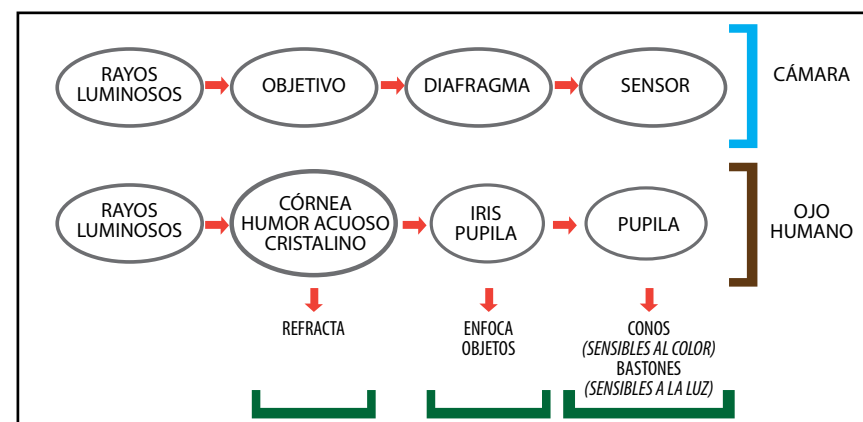 RAYOS
LUMINOSOS
OBJETIVO
DIAFRAGMA
SENSOR
CÁMARA
RAYOS
LUMINOSOS
CÓRNEA
HUMOR ACUOSO
CRISTALINO
IRIS
PUPILA
PUPILA
OJO
HUMANO
REFRACTA
ENFOCA
OBJETOS
CONOS
(SENSIBLES AL COLOR)
BASTONES
(SENSIBLES A LA LUZ)